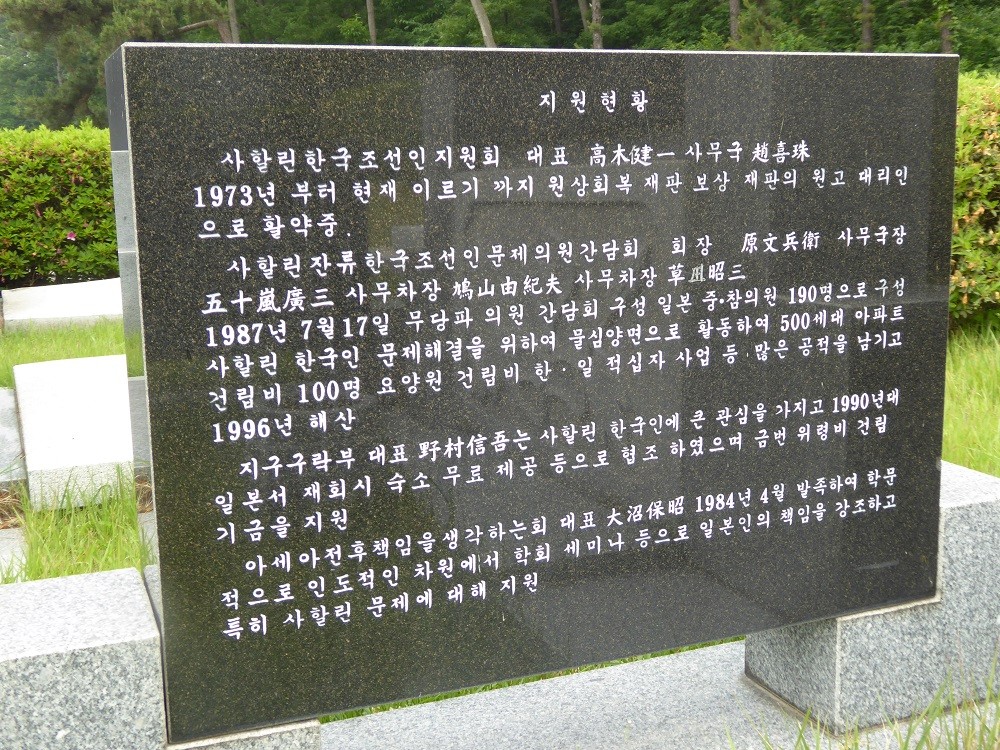 지원현황
사할린한국조선인지원회 대표 高木健一 사무국 趙喜珠
1973년 부터 현재 이르기 까지 원상회복 재판 보상 재판의 원고 대리인
으로 활약중.
사할린잔류한국조선인문제의원간담회 회장 原文兵衛 사무국장
五十嵐廣三 사무차장 鳩山由紀夫 사무차장 草川昭三
1987년 7월17일 무당파 의원 간담회 구성 일본 중·참의원 190명으로 구성
사할린 한국인 문제해결을 위하여 물심양면으로 활동하여 500세대 아파트
건립비 100명 요양원 건립비 한·일 적십자 사업 등·많은 공적을 남기고
1996년 해산
지구구락부 대표 野村信吾는 사할린 한국인에 큰 관심을 가지고 1990년대
일본서 재회시 숙소 무료 제공 등으로 협조 하였으며 금번 위령비 건립
기금을 지원
아세아전후책임을생각하는회 대표 大沼保昭 1984년 4월 발족하여 학문
적으로 인도적인 차원에서 학회 세미나 등으로 일본인의 책임을 강조하고
특히 사할린 문제에 대해 지원